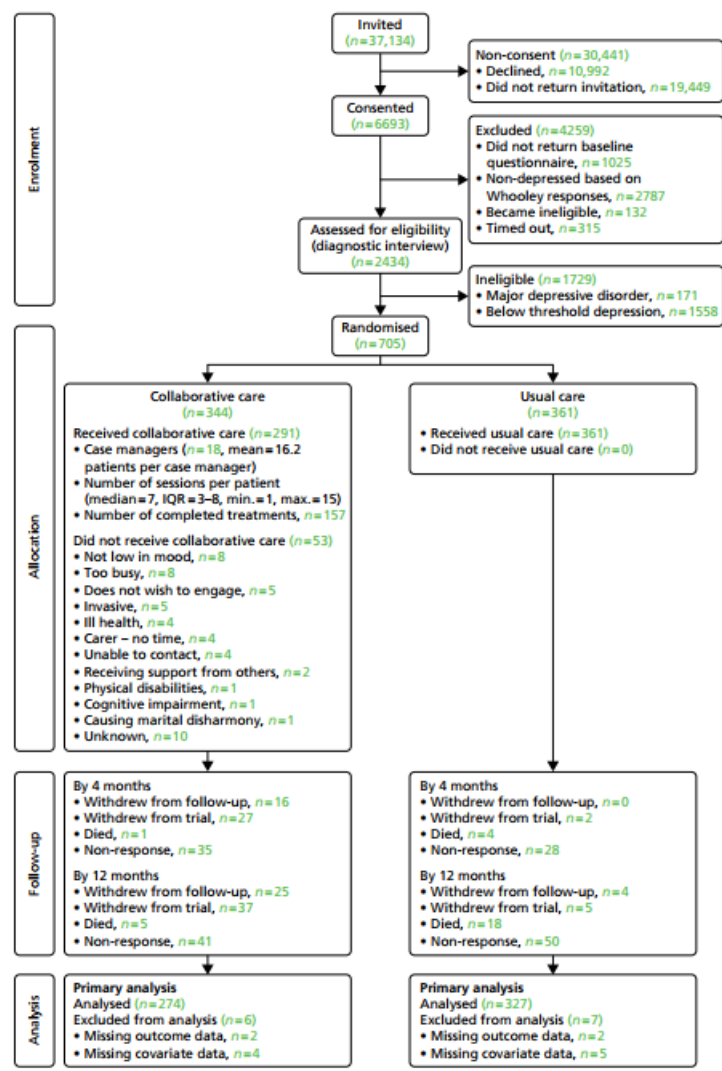 Enrolment
Invited
(n=37,134)
Non-consent (n=30,441)
• Declined, n=10,992
• Did not return invitation, n=19,449
Consented
(n=6693)
Excluded (n=4259)
• Did not return baseline
questionnaire, n=1025
• Non-depressed based on
Whooley responses, n=2787
• Became ineligible, n=132
• Timed out, n=315
Assessed for eligibility
(diagnostic interview)
(n=2434)
Ineligible (n=1729)
• Major depressive disorder, n=171
• Below threshold depression, n=1558
Allocation
Randomised
(n=705)
Collaborative care
(n=344)
Received collaborative care (n=291)
• Case managers (n=18, mean=16.2
patients per case manager)
• Number of sessions per patient
(median=7, IQR=3–8, min.=1, max.=15)
• Number of completed treatments, n=157
Did not receive collaborative care (n=53)
• Not low in mood, n=8
• Too busy, n=8
• Does not wish to engage, n=5
• Invasive, n=5
• Ill health, n=4
• Carer – no time, n=4
• Unable to contact, n=4
• Receiving support from others, n=2
• Physical disabilities, n=1
• Cognitive impairment, n=1
• Causing marital disharmony, n=1
• Unknown, n=10
Usual care
(n=361)
• Received usual care (n=361)
• Did not receive usual care (n=0)
Follow-up
By 4 months
• Withdrew from follow-up, n=16
• Withdrew from trial, n=27
• Died, n=1
• Non-response, n=35
By 12 months
• Withdrew from follow-up, n=25
• Withdrew from trial, n=37
• Died, n=5
• Non-response, n=41
By 4 months
• Withdrew from follow-up, n=0
• Withdrew from trial, n=2
• Died, n=4
• Non-response, n=28
By 12 months
• Withdrew from follow-up, n=4
• Withdrew from trial, n=5
• Died, n=18
• Non-response, n=50
Analysis
Primary analysis
Analysed (n=274)
Excluded from analysis (n=6)
• Missing outcome data, n=2
• Missing covariate data, n=4
Primary analysis
Analysed (n=327)
Excluded from analysis (n=7)
• Missing outcome data, n=2
• Missing covariate data, n=5